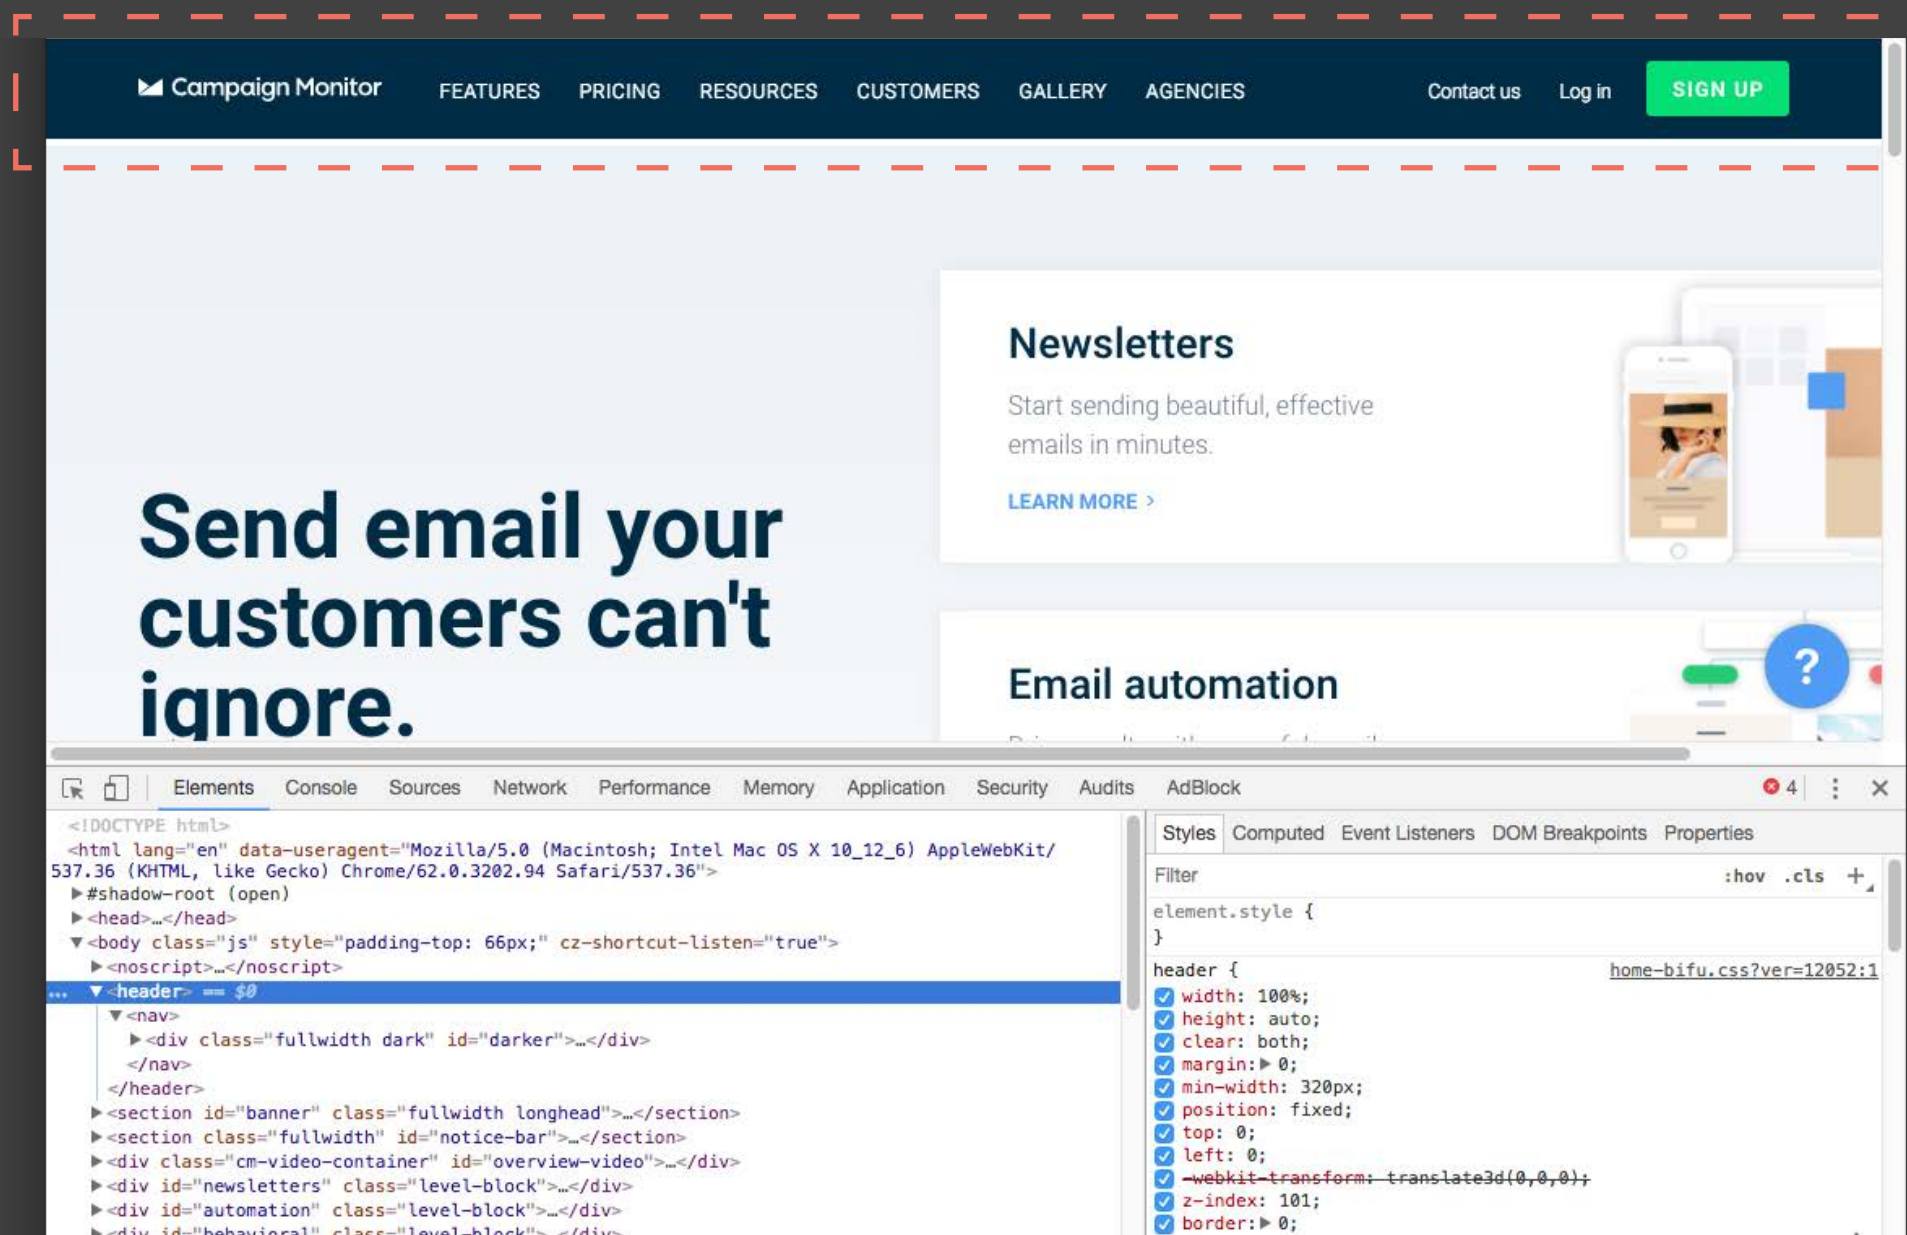 Campaign Monitor FEATURES PRICING RESOURCES CUSTOMERS GALLERY AGENCIES Contact us Log in SIGN UP
Send email your
customers can't
ignore.
Newsletters
Start sending beautiful, effective
emails in minutes.
LEARN MORE >
Email automation
?
Elements Console Sources Network Performance Memory Application Security Audits AdBlock 4
<!DOCTYPE html>
<html lang="en" data-useragent="Mozilla/5.0 (Macintosh; Intel Mac OS X 10_12_6) AppleWebKit/
537.36 (KHTML, like Gecko) Chrome/62.0.3202.94 Safari/537.36">
▶#shadow-root (open)
▶<head>…</head>
▼<body class="js" style="padding-top: 66px;" cz-shortcut-listen="true">
▶<noscript>…</noscript>
… ▼<header> == $0
▼<nav>
▶<div class="fullwidth dark" id="darker">…</div>
</nav>
</header>
▶<section id="banner" class="fullwidth longhead">…</section>
▶<section class="fullwidth" id="notice-bar">…</section>
▶<div class="cm-video-container" id="overview-video">…</div>
▶<div id="newsletters" class="level-block">…</div>
▶<div id="automation" class="level-block">…</div>
▶<div id="behavioral" class="level-block">…</div>
Styles Computed Event Listeners DOM Breakpoints Properties
Filter :hov .cls +
element.style {
}
header { home-bifu.css?ver=12052:1
width: 100%;
height: auto;
clear: both;
margin:▶ 0;
min-width: 320px;
position: fixed;
top: 0;
left: 0;
-webkit-transform: translate3d(0,0,0);
z-index: 101;
border:▶ 0;